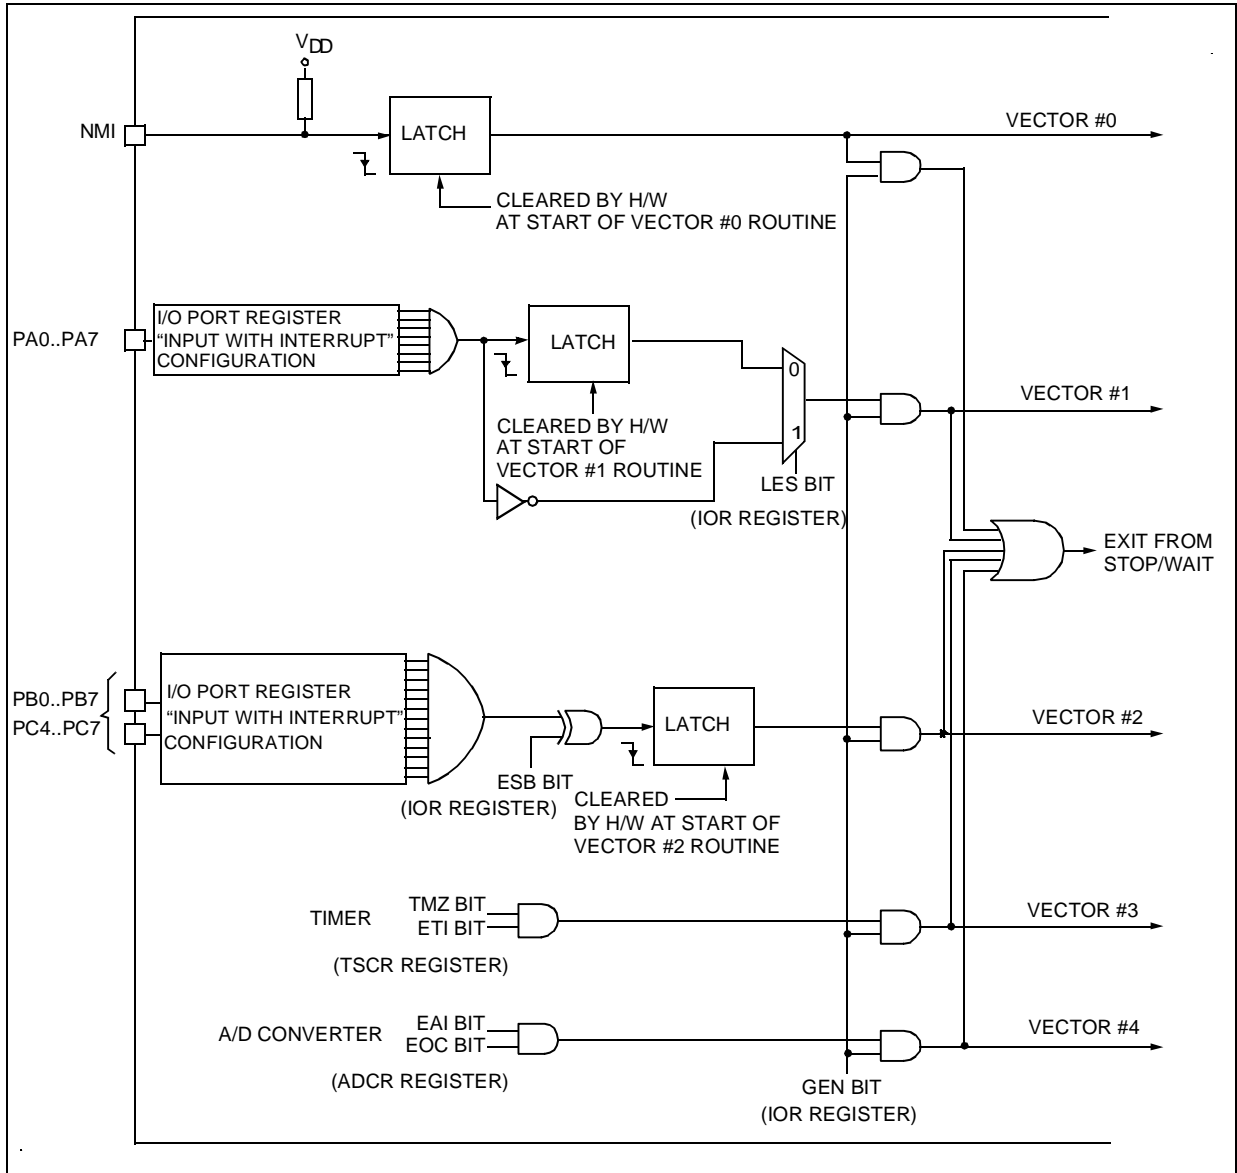 VDD
NMI
LATCH
VECTOR #0
CLEARED BY H/W
AT START OF VECTOR #0 ROUTINE
PA0..PA7
I/O PORT REGISTER
“INPUT WITH INTERRUPT”
CONFIGURATION
LATCH
0
1
VECTOR #1
CLEARED BY H/W
AT START OF
VECTOR #1 ROUTINE
LES BIT
(IOR REGISTER)
EXIT FROM
STOP/WAIT
PB0..PB7
PC4..PC7
I/O PORT REGISTER
“INPUT WITH INTERRUPT”
CONFIGURATION
LATCH
VECTOR #2
ESB BIT
(IOR REGISTER)
CLEARED
BY H/W AT START OF
VECTOR #2 ROUTINE
TIMER
TMZ BIT
ETI BIT
(TSCR REGISTER)
VECTOR #3
A/D CONVERTER
EAI BIT
EOC BIT
(ADCR REGISTER)
VECTOR #4
GEN BIT
(IOR REGISTER)